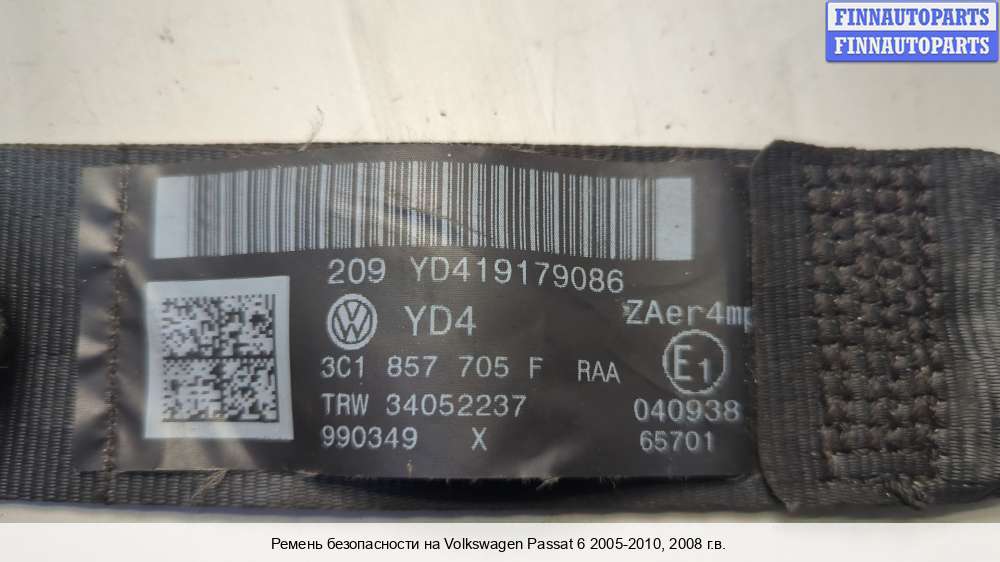 FINNAUTOPARTS
FINNAUTOPARTS
209 YD419179086
YD4
ZAer4mp
3C1 857 705 F RAA
E1
TRW 34052237
040938
990349 X
65701
Ремень безопасности на Volkswagen Passat 6 2005-2010, 2008 г.в.